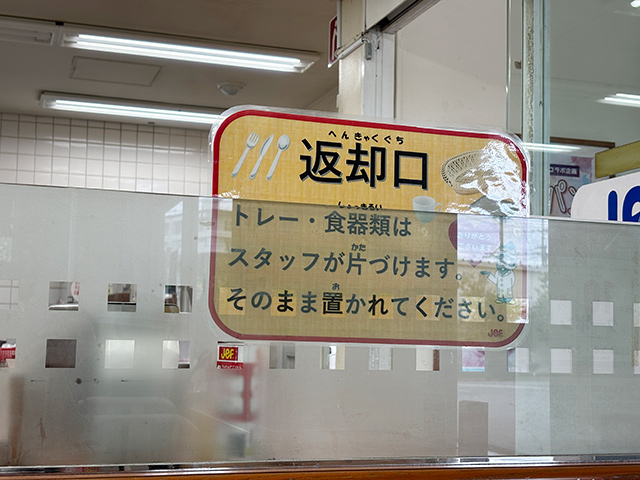 へんきゃくぐち
返却口
しょっきるい
トレー・食器類は
かた
スタッフが片づけます。
お
そのまま置かれてください。
Jef
Jef